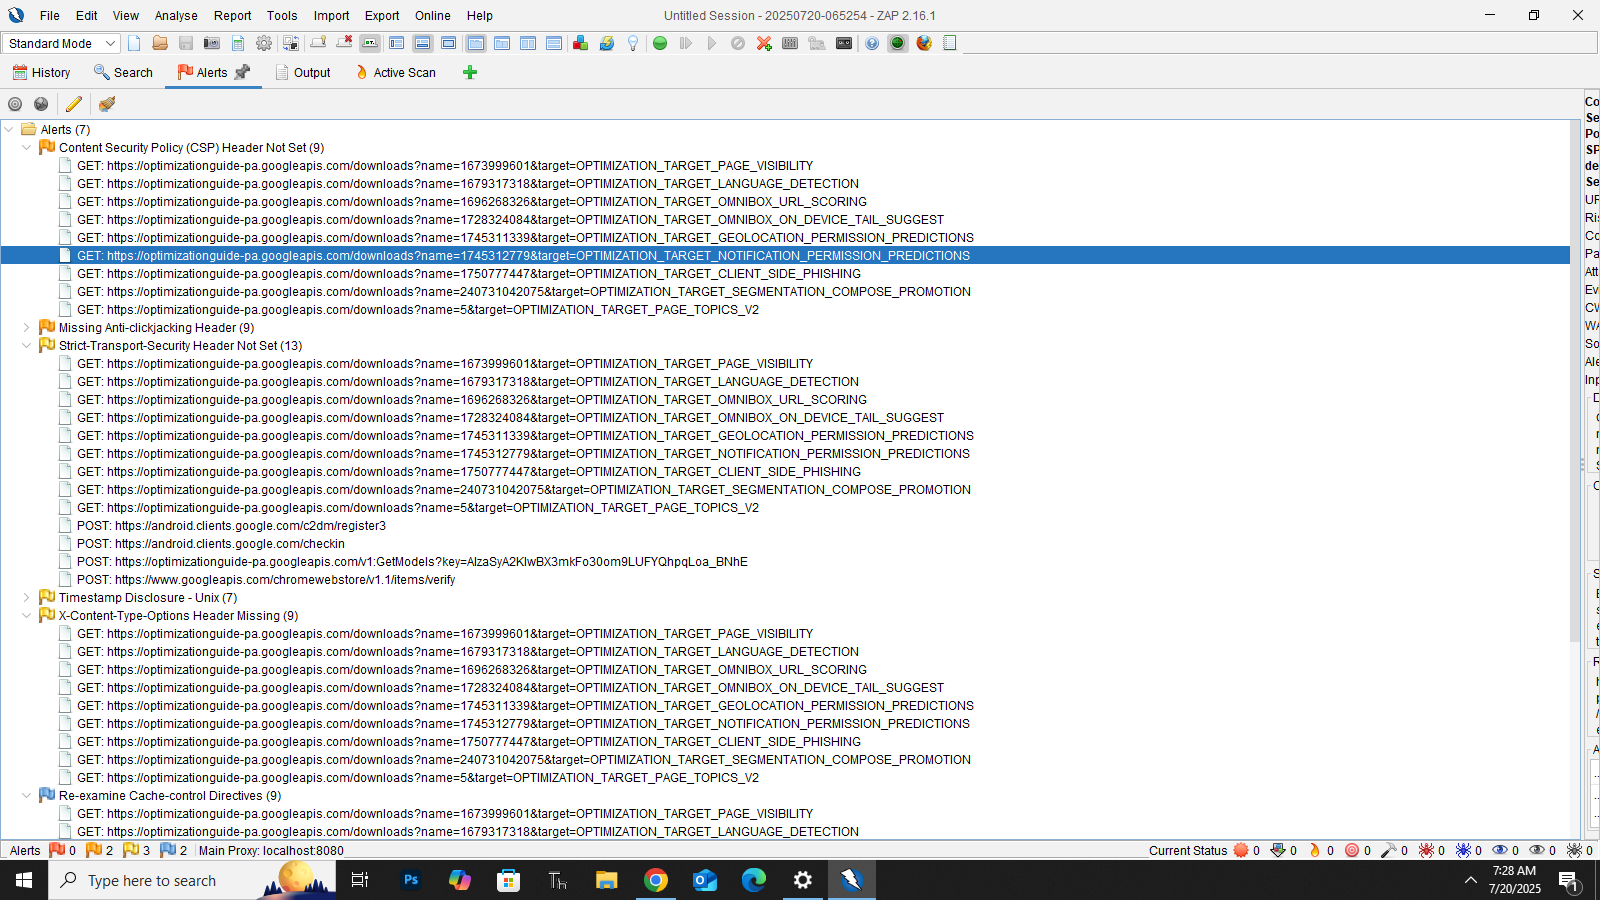 File Edit View Analyse Report Tools Import Export Online Help
Untitled Session - 20250720-065254 - ZAP 2.16.1
Standard Mode
History Search Alerts Output Active Scan
Alerts (7)
Content Security Policy (CSP) Header Not Set (9)
GET: https://optimizationguide-pa.googleapis.com/downloads?name=1673999601&target=OPTIMIZATION_TARGET_PAGE_VISIBILITY
GET: https://optimizationguide-pa.googleapis.com/downloads?name=1679317318&target=OPTIMIZATION_TARGET_LANGUAGE_DETECTION
GET: https://optimizationguide-pa.googleapis.com/downloads?name=1696268326&target=OPTIMIZATION_TARGET_OMNIBOX_URL_SCORING
GET: https://optimizationguide-pa.googleapis.com/downloads?name=1728324084&target=OPTIMIZATION_TARGET_OMNIBOX_ON_DEVICE_TAIL_SUGGEST
GET: https://optimizationguide-pa.googleapis.com/downloads?name=1745311339&target=OPTIMIZATION_TARGET_GEOLOCATION_PERMISSION_PREDICTIONS
GET: https://optimizationguide-pa.googleapis.com/downloads?name=1745312779&target=OPTIMIZATION_TARGET_NOTIFICATION_PERMISSION_PREDICTIONS
GET: https://optimizationguide-pa.googleapis.com/downloads?name=1750777447&target=OPTIMIZATION_TARGET_CLIENT_SIDE_PHISHING
GET: https://optimizationguide-pa.googleapis.com/downloads?name=240731042075&target=OPTIMIZATION_TARGET_SEGMENTATION_COMPOSE_PROMOTION
GET: https://optimizationguide-pa.googleapis.com/downloads?name=5&target=OPTIMIZATION_TARGET_PAGE_TOPICS_V2
Missing Anti-clickjacking Header (9)
Strict-Transport-Security Header Not Set (13)
GET: https://optimizationguide-pa.googleapis.com/downloads?name=1673999601&target=OPTIMIZATION_TARGET_PAGE_VISIBILITY
GET: https://optimizationguide-pa.googleapis.com/downloads?name=1679317318&target=OPTIMIZATION_TARGET_LANGUAGE_DETECTION
GET: https://optimizationguide-pa.googleapis.com/downloads?name=1696268326&target=OPTIMIZATION_TARGET_OMNIBOX_URL_SCORING
GET: https://optimizationguide-pa.googleapis.com/downloads?name=1728324084&target=OPTIMIZATION_TARGET_OMNIBOX_ON_DEVICE_TAIL_SUGGEST
GET: https://optimizationguide-pa.googleapis.com/downloads?name=1745311339&target=OPTIMIZATION_TARGET_GEOLOCATION_PERMISSION_PREDICTIONS
GET: https://optimizationguide-pa.googleapis.com/downloads?name=1745312779&target=OPTIMIZATION_TARGET_NOTIFICATION_PERMISSION_PREDICTIONS
GET: https://optimizationguide-pa.googleapis.com/downloads?name=1750777447&target=OPTIMIZATION_TARGET_CLIENT_SIDE_PHISHING
GET: https://optimizationguide-pa.googleapis.com/downloads?name=240731042075&target=OPTIMIZATION_TARGET_SEGMENTATION_COMPOSE_PROMOTION
GET: https://optimizationguide-pa.googleapis.com/downloads?name=5&target=OPTIMIZATION_TARGET_PAGE_TOPICS_V2
POST: https://android.clients.google.com/c2dm/register3
POST: https://android.clients.google.com/checkin
POST: https://optimizationguide-pa.googleapis.com/v1:GetModels?key=AIzaSyA2KlwBX3mkFo30om9LUFYQhpqLoa_BNhE
POST: https://www.googleapis.com/chromewebstore/v1.1/items/verify
Timestamp Disclosure - Unix (7)
X-Content-Type-Options Header Missing (9)
GET: https://optimizationguide-pa.googleapis.com/downloads?name=1673999601&target=OPTIMIZATION_TARGET_PAGE_VISIBILITY
GET: https://optimizationguide-pa.googleapis.com/downloads?name=1679317318&target=OPTIMIZATION_TARGET_LANGUAGE_DETECTION
GET: https://optimizationguide-pa.googleapis.com/downloads?name=1696268326&target=OPTIMIZATION_TARGET_OMNIBOX_URL_SCORING
GET: https://optimizationguide-pa.googleapis.com/downloads?name=1728324084&target=OPTIMIZATION_TARGET_OMNIBOX_ON_DEVICE_TAIL_SUGGEST
GET: https://optimizationguide-pa.googleapis.com/downloads?name=1745311339&target=OPTIMIZATION_TARGET_GEOLOCATION_PERMISSION_PREDICTIONS
GET: https://optimizationguide-pa.googleapis.com/downloads?name=1745312779&target=OPTIMIZATION_TARGET_NOTIFICATION_PERMISSION_PREDICTIONS
GET: https://optimizationguide-pa.googleapis.com/downloads?name=1750777447&target=OPTIMIZATION_TARGET_CLIENT_SIDE_PHISHING
GET: https://optimizationguide-pa.googleapis.com/downloads?name=240731042075&target=OPTIMIZATION_TARGET_SEGMENTATION_COMPOSE_PROMOTION
GET: https://optimizationguide-pa.googleapis.com/downloads?name=5&target=OPTIMIZATION_TARGET_PAGE_TOPICS_V2
Re-examine Cache-control Directives (9)
GET: https://optimizationguide-pa.googleapis.com/downloads?name=1673999601&target=OPTIMIZATION_TARGET_PAGE_VISIBILITY
GET: https://optimizationguide-pa.googleapis.com/downloads?name=1679317318&target=OPTIMIZATION_TARGET_LANGUAGE_DETECTION
Alerts 0 2 3 2 Main Proxy: localhost:8080
Current Status 0 0 0 0 0 0 0 0 0 0
Type here to search
Ps
7:28 AM
7/20/2025
1